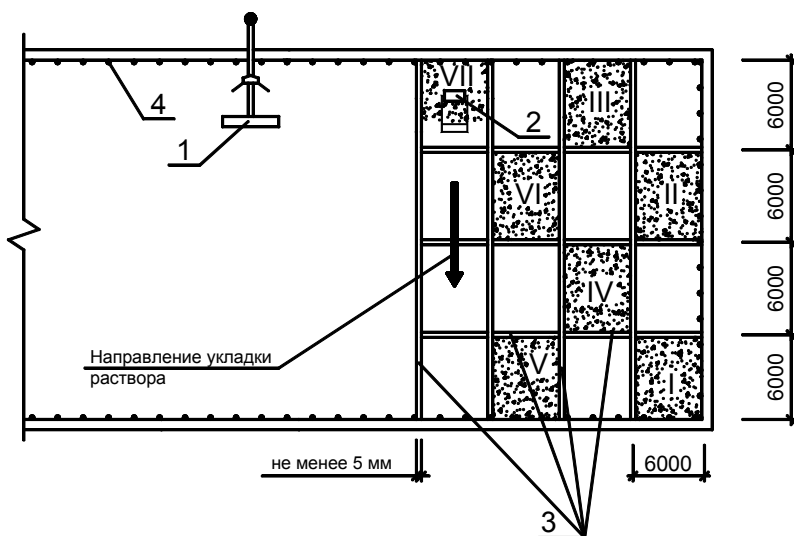 VII
III
6000
4
2
1
VI
II
6000
IV
6000
Направление укладки
раствора
V
I
6000
не менее 5 мм
6000
3